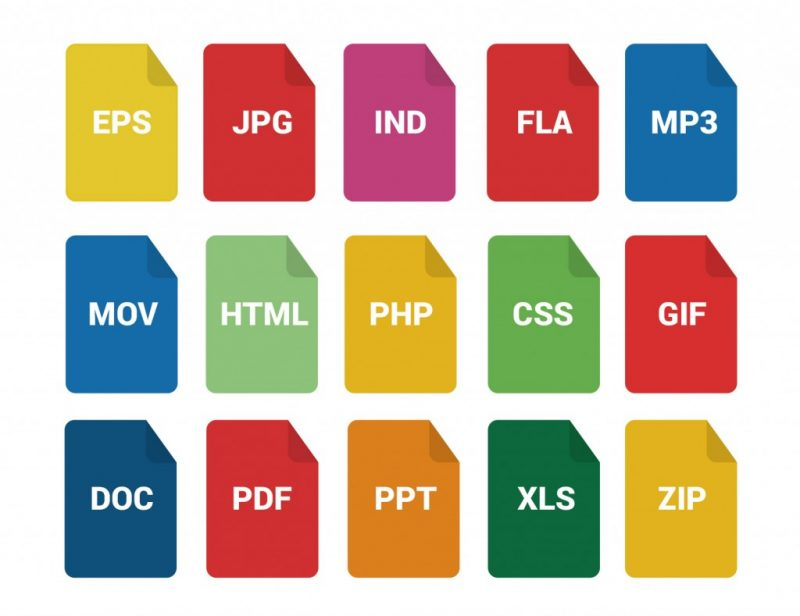 EPS JPG IND FLA MP3
MOV HTML PHP CSS GIF
DOC PDF PPT XLS ZIP